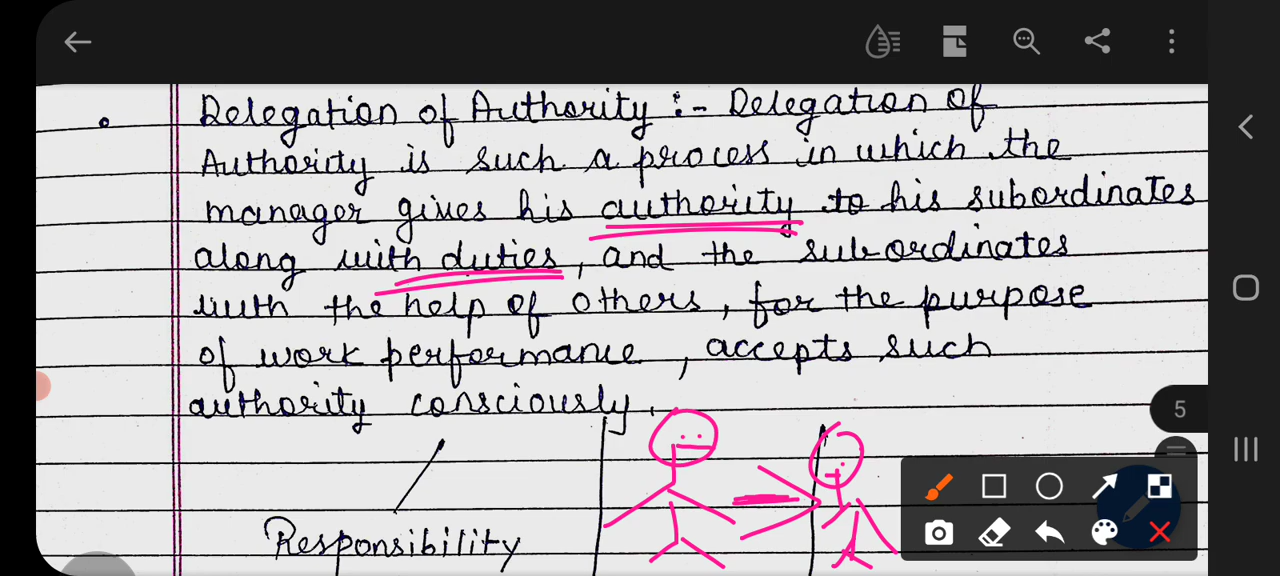 Delegation of Authority :- Delegation of
Authority is such a process in which the
manager gives his authority to his subordinates
along with duties, and the sub-ordinates
with the help of others, for the purpose
of work performance, accepts such
authority consciously.
5
Responsibility